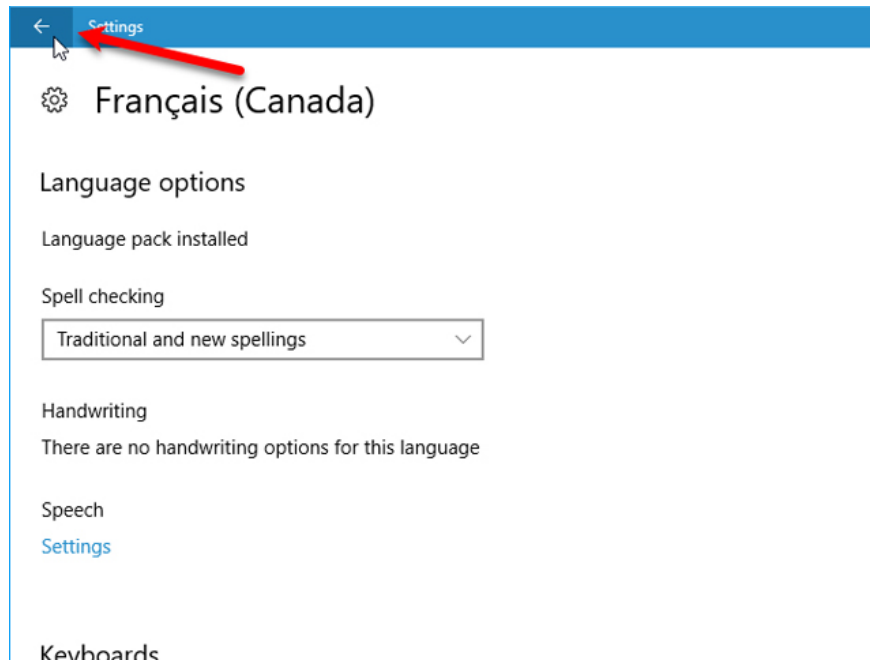 Settings
Français (Canada)
Language options
Language pack installed
Spell checking
Traditional and new spellings
Handwriting
There are no handwriting options for this language
Speech
Settings
Keyboards